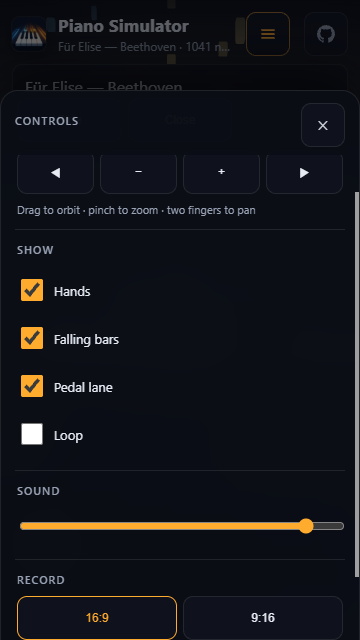 Piano Simulator
Für Elise — Beethoven · 1041 n...
Für Elise — Beethoven
CONTROLS
×
◀ − + ▶
Drag to orbit · pinch to zoom · two fingers to pan
SHOW
Hands
Falling bars
Pedal lane
Loop
SOUND
RECORD
16:9 9:16